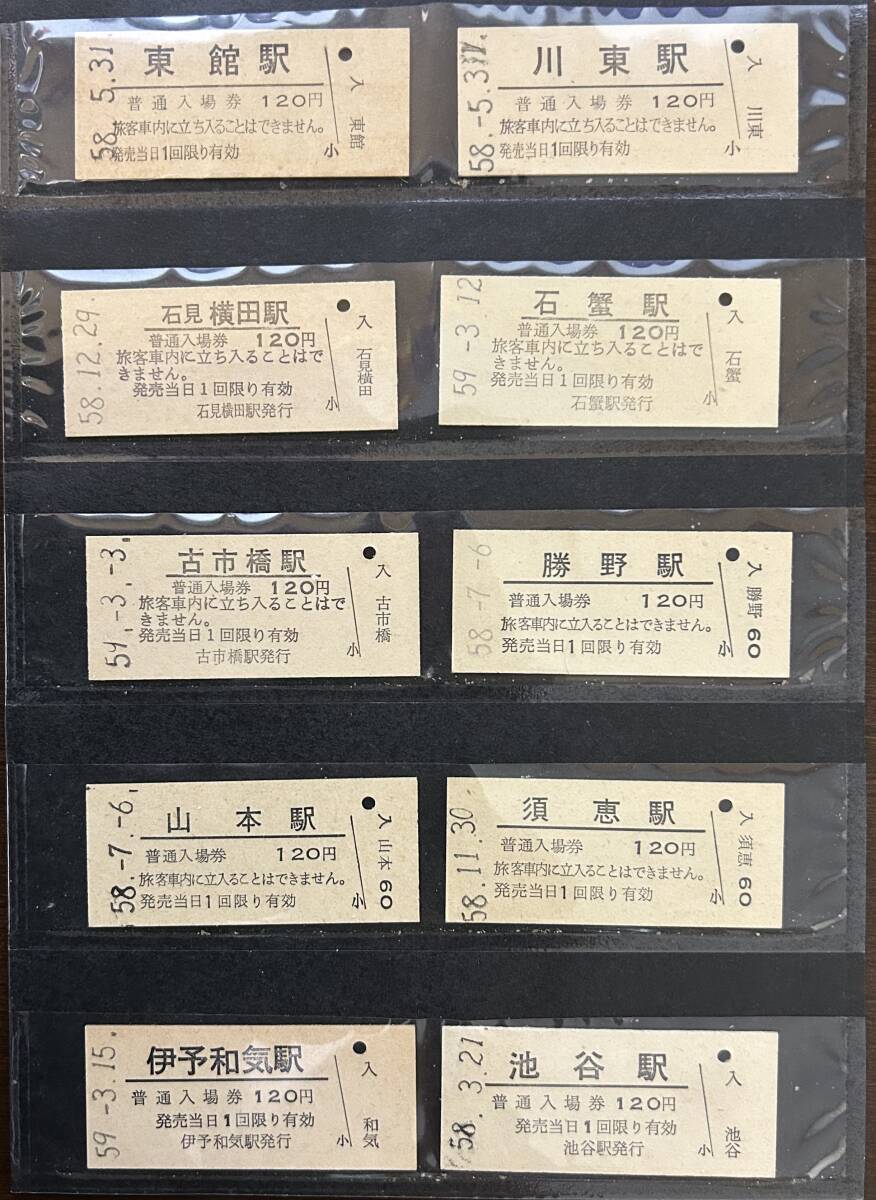 58. 5.31
東館駅
普通入場券 120円
旅客車内に立ち入ることはできません。
発売当日1回限り有効
小
入
東館
58.-5.31.
川東駅
普通入場券 120円
旅客車内に立ち入ることはできません。
発売当日1回限り有効
小
入
川東
58.12.29.
石見横田駅
普通入場券 120円
旅客車内に立ち入ることはで
きません。
発売当日1回限り有効
石見横田駅発行
小
入
石見横田
59.-3.12
石蟹駅
普通入場券 120円
旅客車内に立ち入ることはで
きません。
発売当日1回限り有効
石蟹駅発行
小
入
石蟹
59.-3.-3.
古市橋駅
普通入場券 120円
旅客車内に立ち入ることはで
きません。
発売当日1回限り有効
古市橋駅発行
小
入
古市橋
58.-7.-6
勝野駅
普通入場券 120円
旅客車内に立入ることはできません。
発売当日1回限り有効
小
入
勝野60
58.-7.-6.
山本駅
普通入場券 120円
旅客車内に立入ることはできません。
発売当日1回限り有効
小
入
山本60
58.11.30.
須恵駅
普通入場券 120円
旅客車内に立入ることはできません。
発売当日1回限り有効
小
入
須恵60
59.-3.15.
伊予和気駅
普通入場券 120円
発売当日1回限り有効
伊予和気駅発行
小
入
和気
58. 3.21
池谷駅
普通入場券 120円
発売当日1回限り有効
池谷駅発行
小
入
池谷